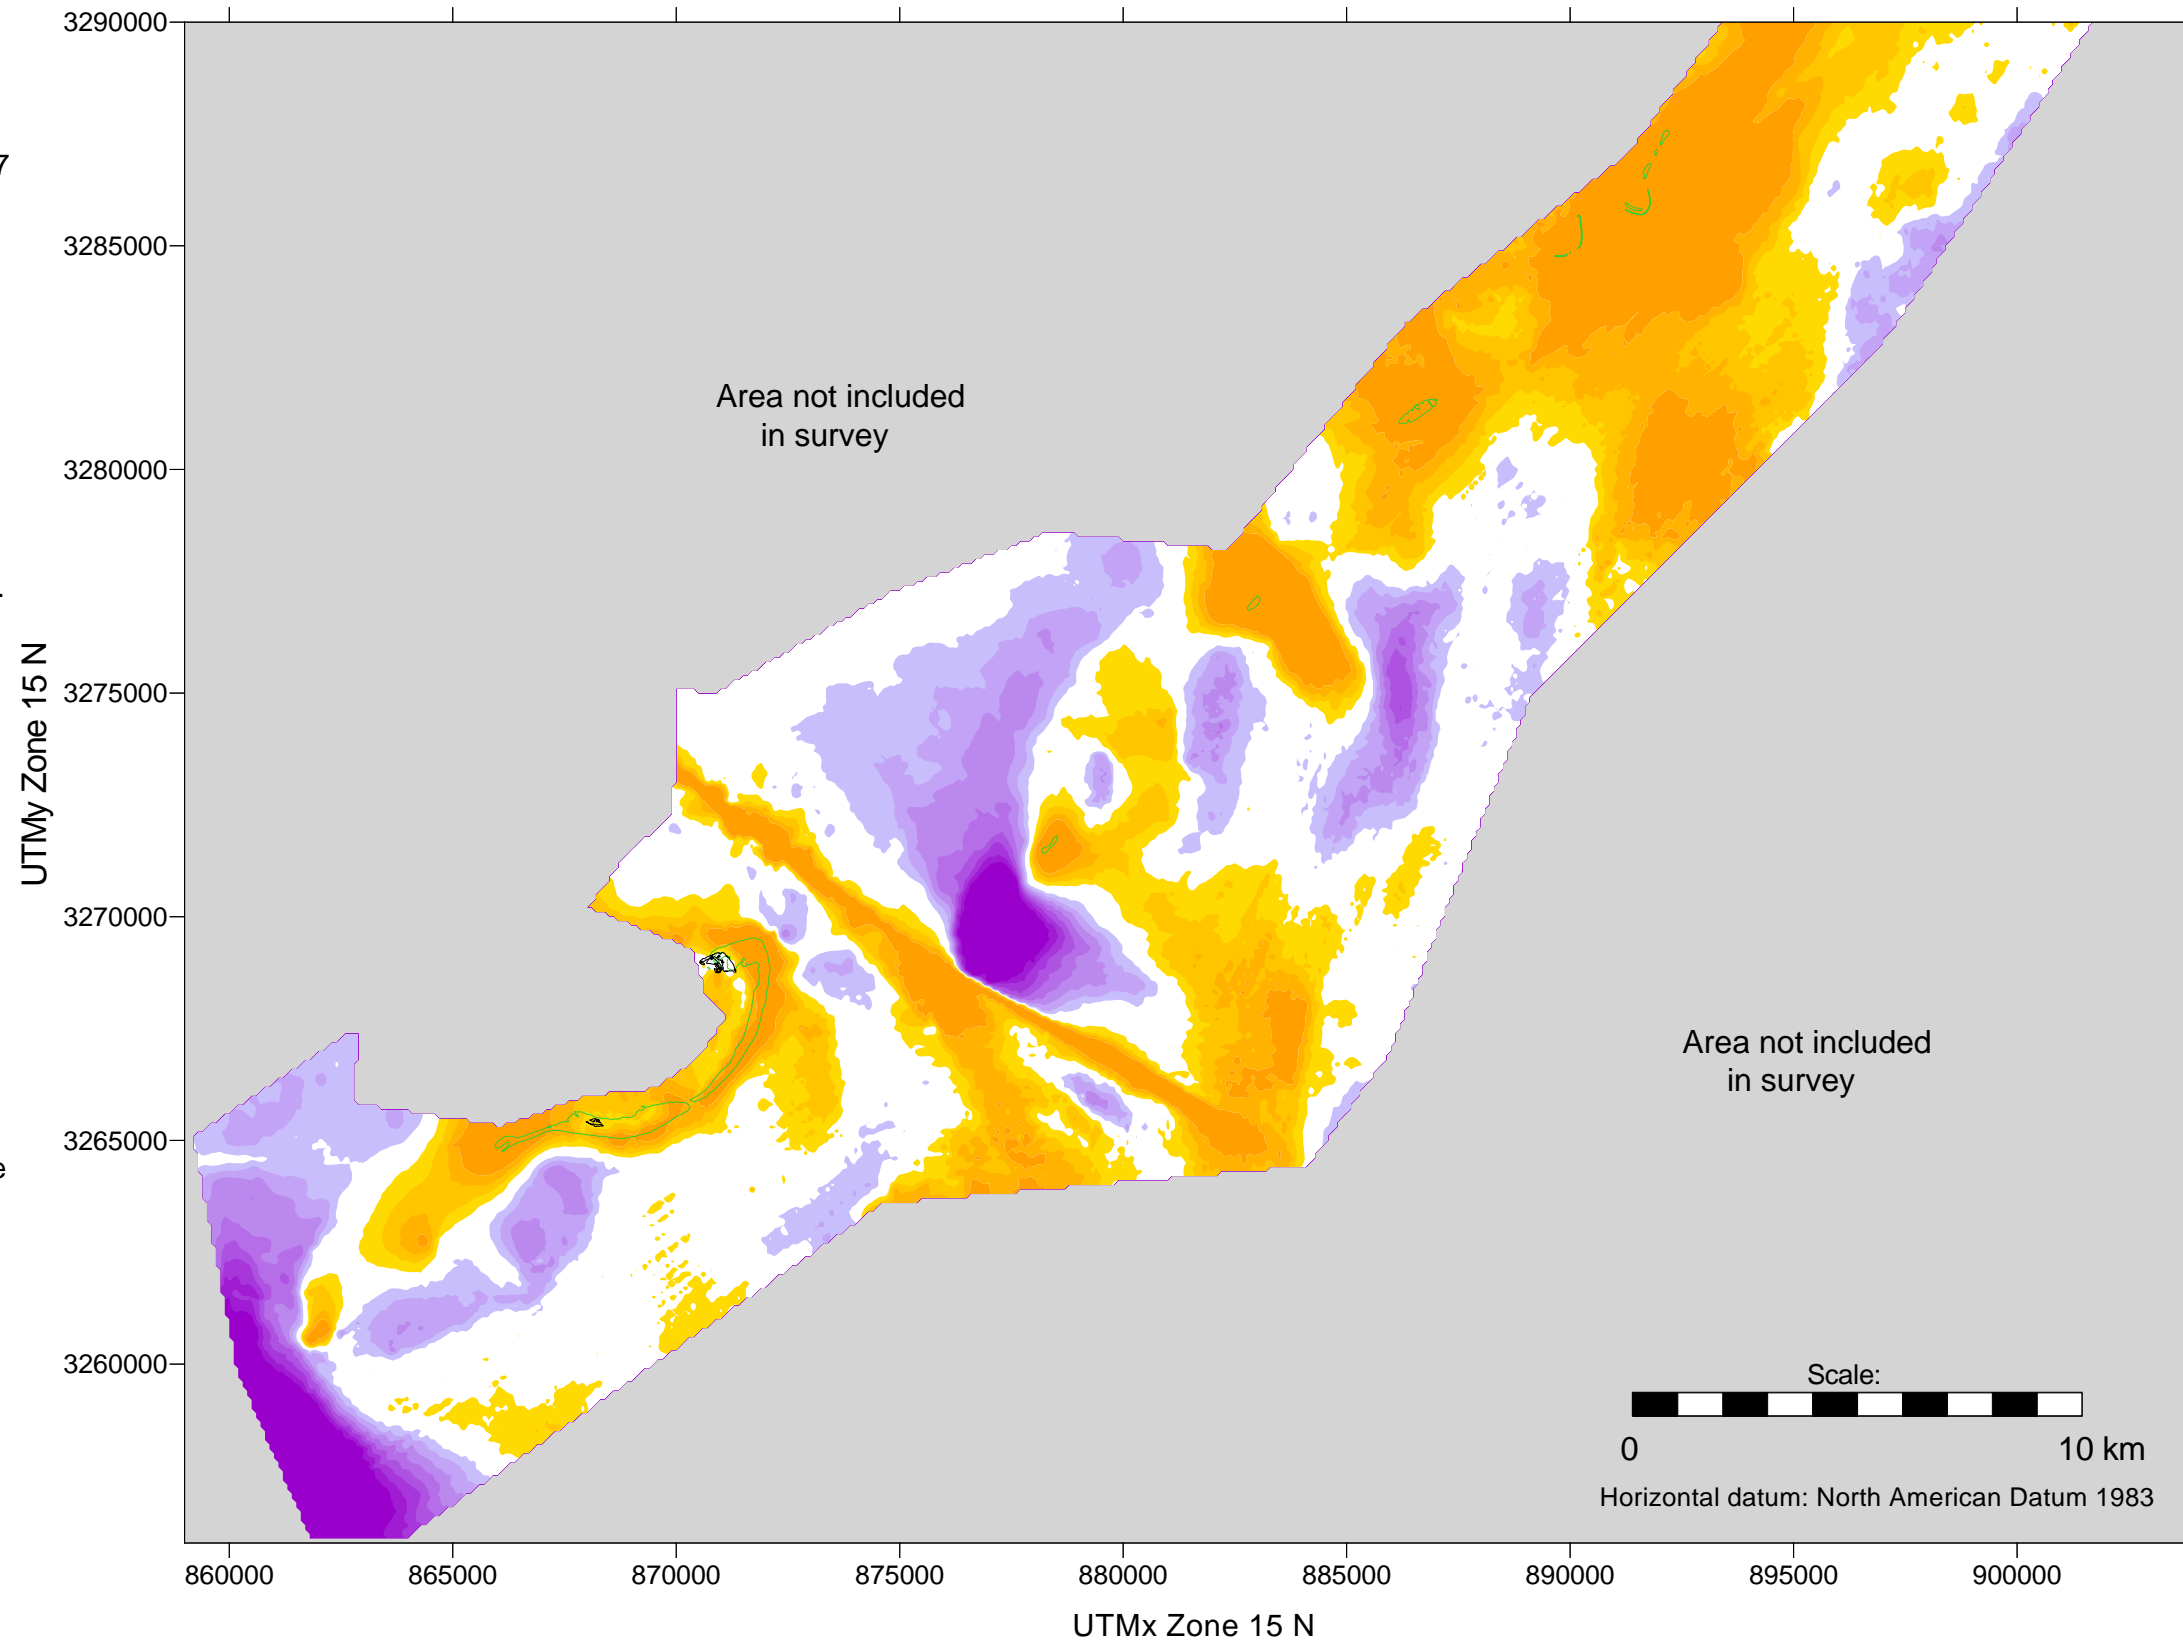 3290000
7
3285000
Area not included
in survey
3280000
UTMy Zone 15 N
3275000
3270000
Area not included
in survey
3265000
e
3260000
Scale:
0 10 km
Horizontal datum: North American Datum 1983
860000 865000 870000 875000 880000 885000 890000 895000 900000
UTMx Zone 15 N